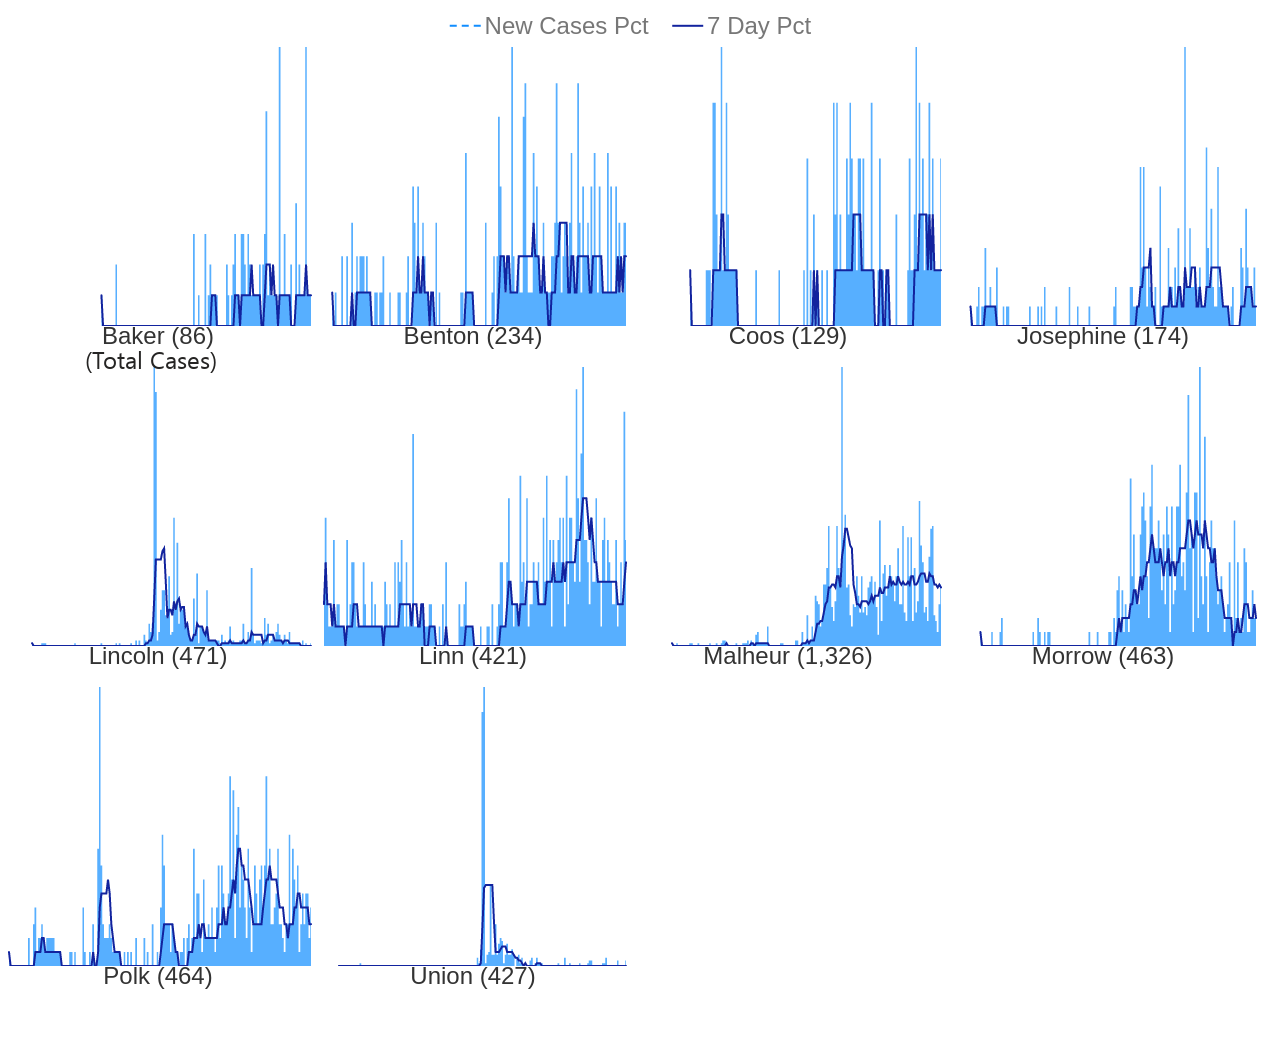 New Cases Pct 7 Day Pct
Baker (86) Benton (234) Coos (129) Josephine (174)
(Total Cases)
Lincoln (471) Linn (421) Malheur (1,326) Morrow (463)
Polk (464) Union (427)